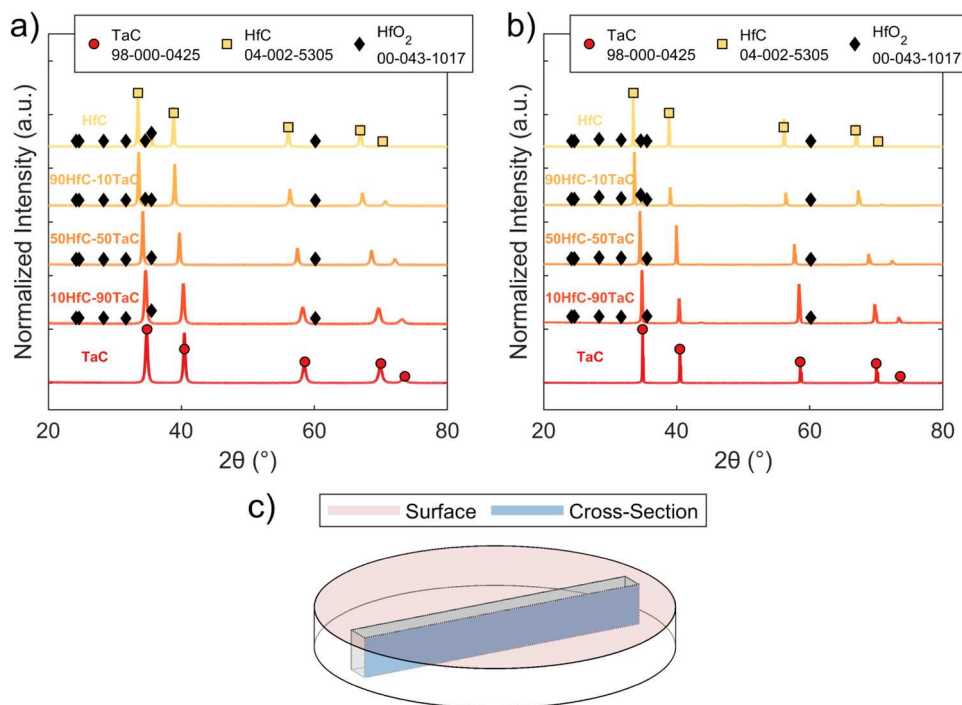 a)
TaC
98-000-0425
HfC
04-002-5305
HfO2
00-043-1017
Normalized Intensity (a.u.)
HfC
90HfC-10TaC
50HfC-50TaC
10HfC-90TaC
TaC
20 40 60 80
2θ (°)
b)
TaC
98-000-0425
HfC
04-002-5305
HfO2
00-043-1017
Normalized Intensity (a.u.)
HfC
90HfC-10TaC
50HfC-50TaC
10HfC-90TaC
TaC
20 40 60 80
2θ (°)
c)
Surface Cross-Section